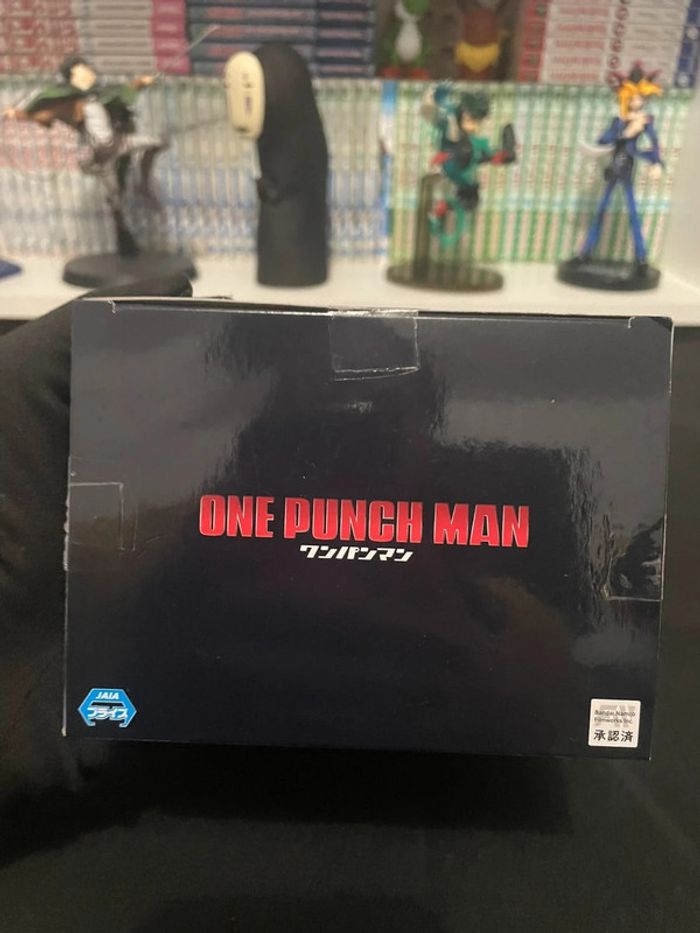 ONE PUNCH MAN
ワンパンマン
JAIA
プライズ
Bandai Namco
Filmworks Inc.
承認済